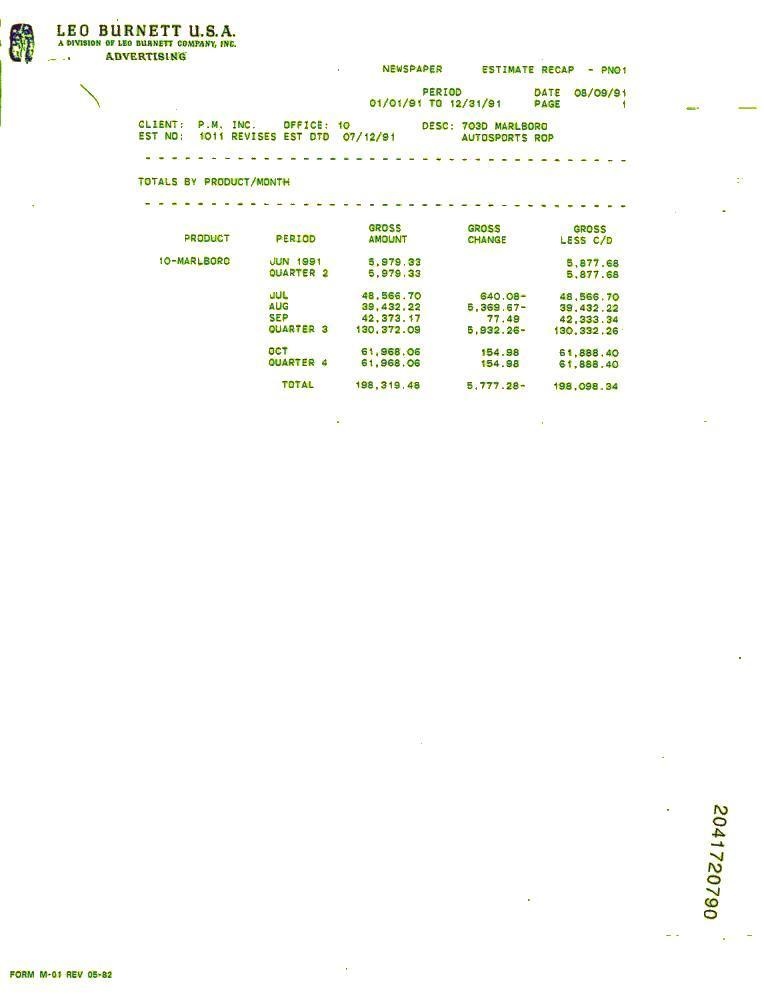 LEO BURNETT U.S.A.
A DIVISION OF LEO BURNETT COMPANY, INC.
ADVERTISING
NEWSPAPER ESTIMATE RECAP - PNO1
PERIOD DATE 08/09/91
01/01/91 TO 12/31/91 PAGE 1
CLIENT: P.M. INC. OFFICE: 10 DESC: 703D MARLBORO
EST NO: 1011 REVISES EST DTD 07/12/91 AUTOSPORTS ROP
TOTALS BY PRODUCT/MONTH
GROSS GROSS GROSS
PRODUCT PERIOD AMOUNT CHANGE LESS C/D
10-MARLBORO JUN 1991 5,979.33 5,877.68
QUARTER 2 5,979.33 5,877.68
JUL 48,566.70 640.08- 48,566.70
AUG 39,432.22 5,369.67- 39,432.22
SEP 42,373.17 77.49 42,333.34
QUARTER 3 130,372.09 5,932.26- 130,332.26
OCT 61,968.06 154.98 61,888.40
QUARTER 4 61,968.06 154.98 61,888.40
TOTAL 198,319.48 5,777.28- 198,098.34
2041720790
FORM M-01 REV 05-82